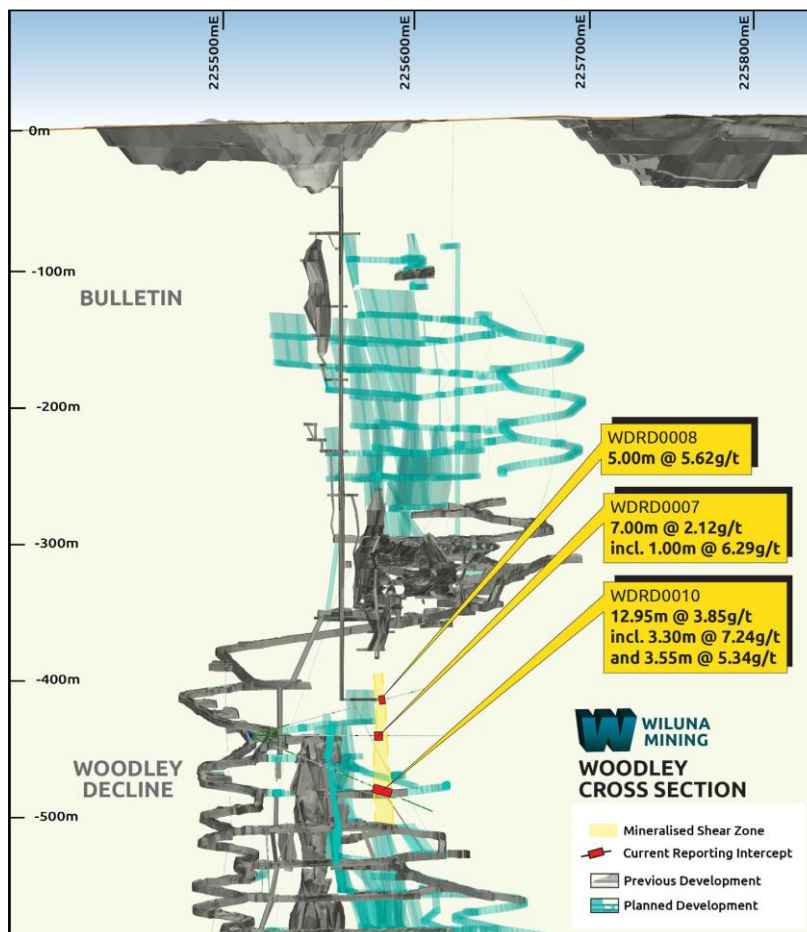 225500mE
225600mE
225700mE
225800mE
0m
-100m
BULLETIN
-200m
WDRD0008
5.00m @ 5.62g/t
WDRD0007
7.00m @ 2.12g/t
incl. 1.00m @ 6.29g/t
-300m
WDRD0010
12.95m @ 3.85g/t
incl. 3.30m @ 7.24g/t
and 3.55m @ 5.34g/t
-400m
WILUNA
MINING
WOODLEY
DECLINE
WOODLEY
CROSS SECTION
-500m
Mineralised Shear Zone
Current Reporting Intercept
Previous Development
Planned Development